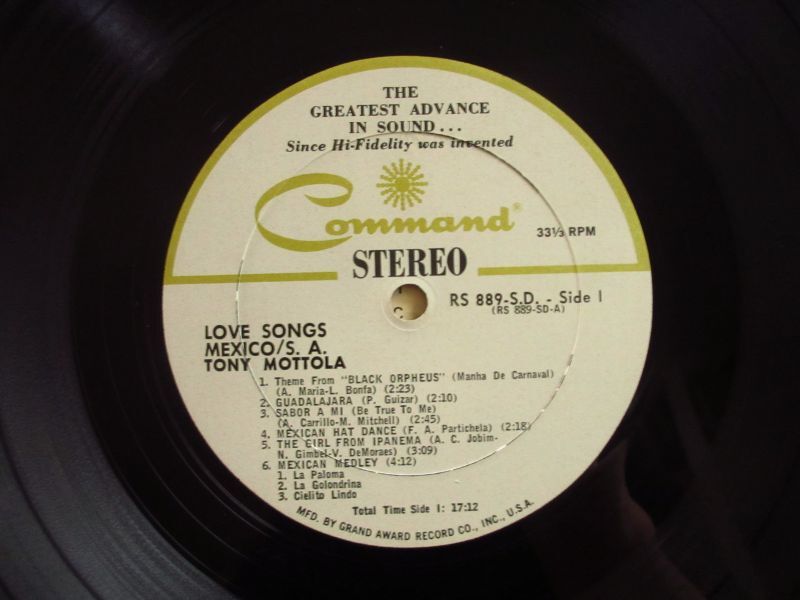 THE
GREATEST ADVANCE
IN SOUND...
Since Hi-Fidelity was invented
Command®
33⅓ RPM
STEREO
RS 889-S.D. - Side 1
(RS 889-SD-A)
LOVE SONGS
MEXICO/S. A.
TONY MOTTOLA
1. Theme From "BLACK ORPHEUS" (Manha De Carnaval)
(A. Maria-L. Bonfa) (2:23)
2. GUADALAJARA (P. Guizar) (2:10)
3. SABOR A MI (Be True To Me)
(A. Carrillo-M. Mitchell) (2:45)
4. MEXICAN HAT DANCE (F. A. Partichela) (2:18)
5. THE GIRL FROM IPANEMA (A. C. Jobim-
N. Gimbel-V. DeMoraes) (3:09)
6. MEXICAN MEDLEY (4:12)
1. La Paloma
2. La Golondrina
3. Cielito Lindo
Total Time Side 1: 17:12
MFD. BY GRAND AWARD RECORD CO., INC., U.S.A.